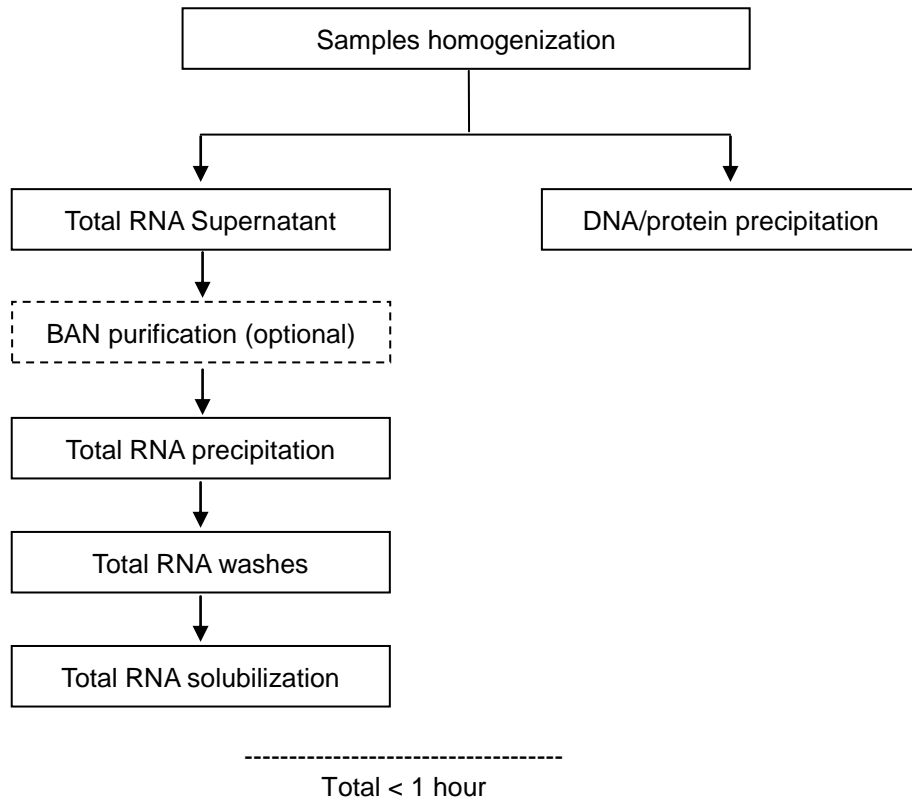 Samples homogenization
Total RNA Supernatant
DNA/protein precipitation
BAN purification (optional)
Total RNA precipitation
Total RNA washes
Total RNA solubilization
Total < 1 hour